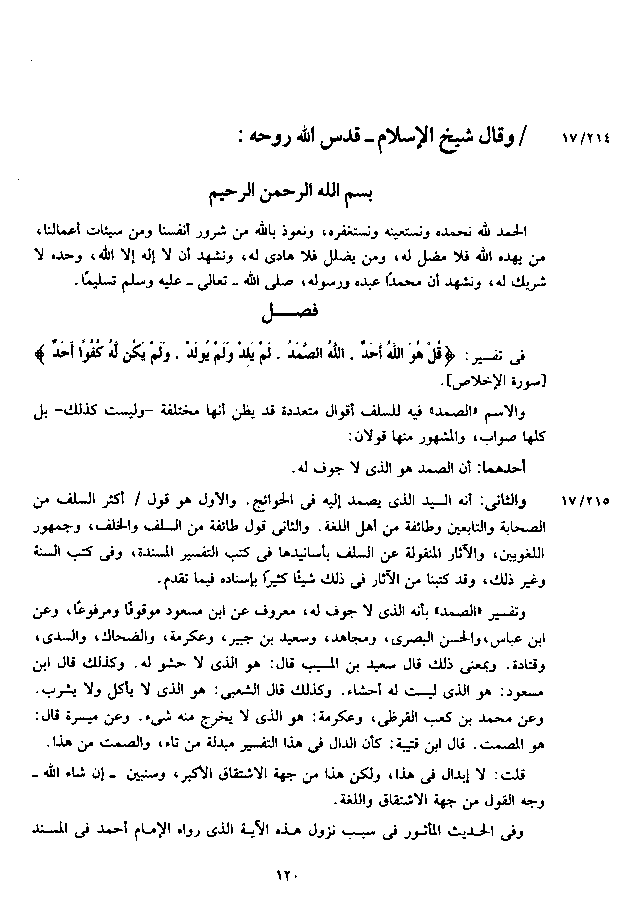 ١٧/٢١٤ / وقال شيخ الإسلام ـ قدس الله روحه :
بسم الله الرحمن الرحيم
الحمد لله نحمده ونستعينه ونستغفره، ونعوذ بالله من شرور أنفسنا ومن سيئات أعمالنا،
من يهده الله فلا مضل له، ومن يضلل فلا هادى له، ونشهد أن لا إله إلا الله، وحده لا
شريك له، ونشهد أن محمدًا عبده ورسوله، صلى الله ـ تعالى ـ عليه وسلم تسليمًا.
فصـــل
فى تفسير: ﴿ قُلْ هُوَ اللَّهُ أَحَدٌ . اللَّهُ الصَّمَدُ . لَمْ يَلِدْ وَلَمْ يُولَدْ . وَلَمْ يَكُن لَّهُ كُفُوًا أَحَدٌ ﴾
[سورة الإخلاص].
والاسم «الصمد» فيه للسلف أقوال متعددة قد يظن أنها مختلفة -وليست كذلك- بل
كلها صواب، والمشهور منها قولان:
أحدهما: أن الصمد هو الذى لا جوف له.
١٧/٢١٥ والثانى: أنه السيد الذى يصمد إليه فى الحوائج. والأول هو قول / أكثر السلف من
الصحابة والتابعين وطائفة من أهل اللغة. والثانى قول طائفة من السلف والخلف، وجمهور
اللغويين، والآثار المنقولة عن السلف بأسانيدها فى كتب التفسير المسندة، وفى كتب السنة
وغير ذلك، وقد كتبنا من الآثار فى ذلك شيئًا كثيرًا بإسناده فيما تقدم.
وتفسير «الصمد» بأنه الذى لا جوف له، معروف عن ابن مسعود موقوفًا ومرفوعًا، وعن
ابن عباس، والحسن البصرى، ومجاهد، وسعيد بن جبير، وعكرمة، والضحاك، والسدى،
وقتادة. وبمعنى ذلك قال سعيد بن المسيب قال: هو الذى لا حشو له. وكذلك قال ابن
مسعود: هو الذى ليست له أحشاء. وكذلك قال الشعبى: هو الذى لا يأكل ولا يشرب.
وعن محمد بن كعب القرظى، وعكرمة: هو الذى لا يخرج منه شىء. وعن ميسرة قال:
هو المصمت. قال ابن قتيبة: كأن الدال فى هذا التفسير مبدلة من تاء، والصمت من هذا.
قلت: لا إبدال فى هذا، ولكن هذا من جهة الاشتقاق الأكبر، وسنبين ـ إن شاء الله ـ
وجه القول من جهة الاشتقاق واللغة.
وفى الحديث المأثور فى سبب نزول هذه الآية الذى رواه الإمام أحمد فى المسند
١٢٠